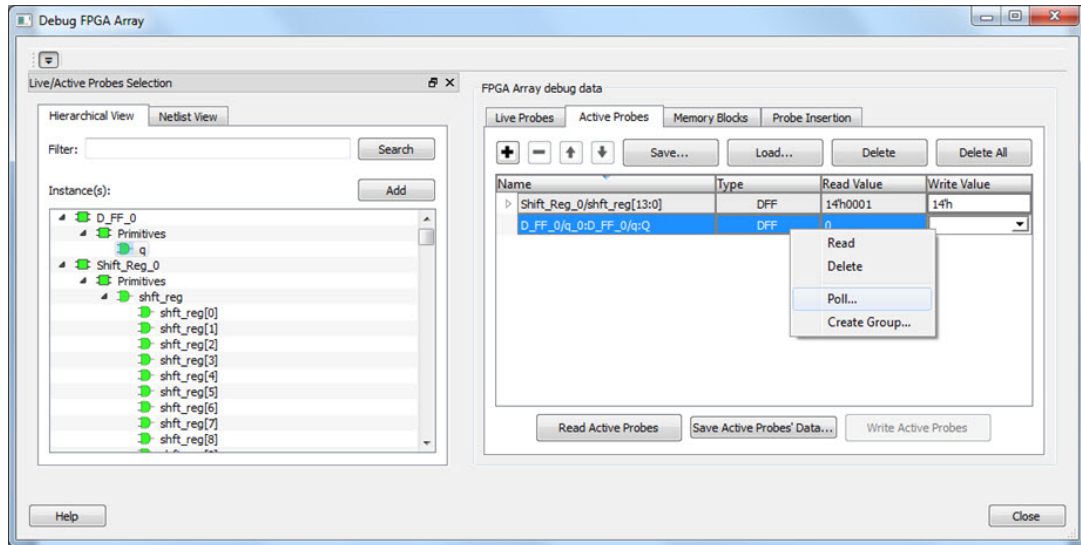 Debug FPGA Array
Live/Active Probes Selection
Hierarchical View Netlist View
Filter: Search
Instance(s): Add
D_FF_0
Primitives
q
Shift_Reg_0
Primitives
shft_reg
shft_reg[0]
shft_reg[1]
shft_reg[2]
shft_reg[3]
shft_reg[4]
shft_reg[5]
shft_reg[6]
shft_reg[7]
shft_reg[8]
FPGA Array debug data
Live Probes Active Probes Memory Blocks Probe Insertion
Save... Load... Delete Delete All
Name Type Read Value Write Value
Shift_Reg_0/shft_reg[13:0] DFF 14'h0001 14'h
D_FF_0/q_0:D_FF_0/q:Q DFF 0
Read
Delete
Poll...
Create Group...
Read Active Probes Save Active Probes' Data... Write Active Probes
Help Close